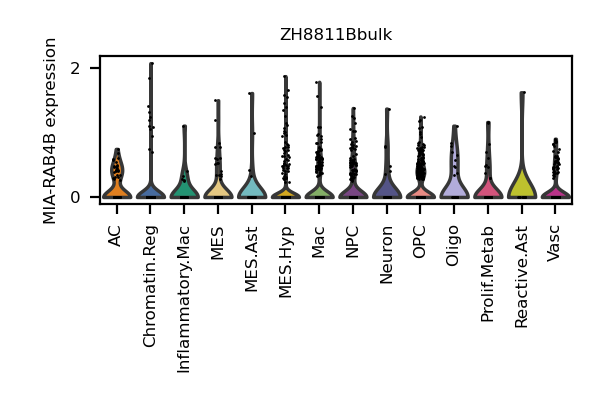 ZH8811Bbulk
MIA-RAB4B expression
2
0
AC
Chromatin.Reg
Inflammatory.Mac
MES
MES.Ast
MES.Hyp
Mac
NPC
Neuron
OPC
Oligo
Prolif.Metab
Reactive.Ast
Vasc